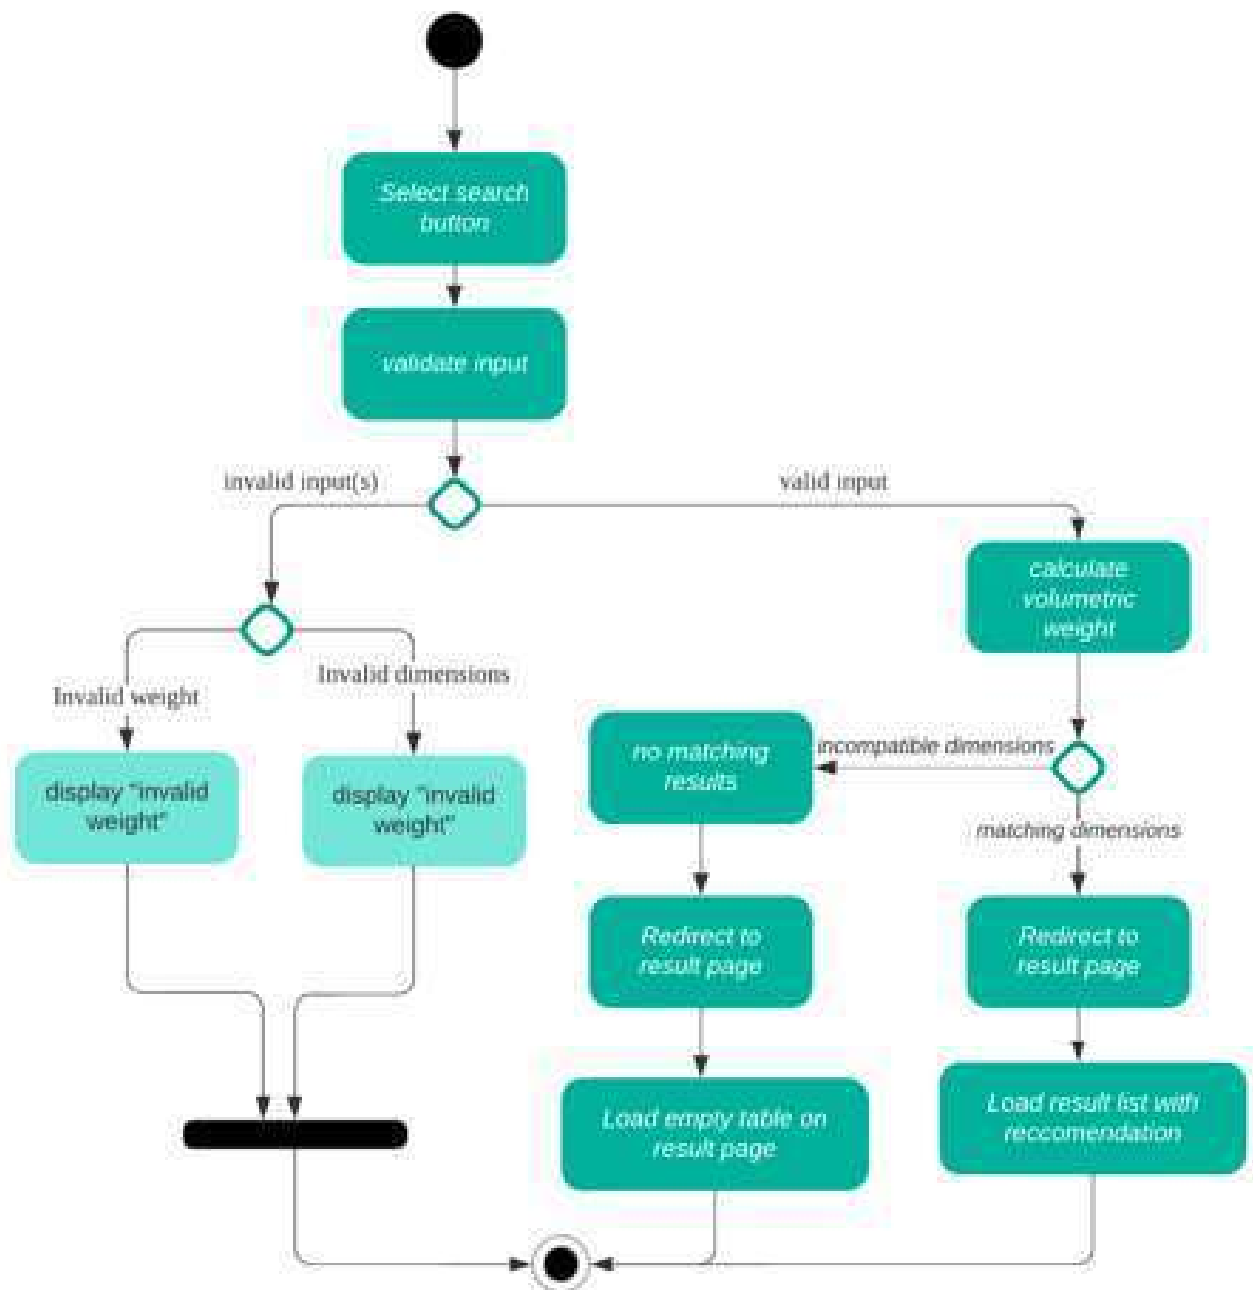 Select search
button
validate input
invalid input(s)
valid input
calculate
volumetric
weight
Invalid weight
Invalid dimensions
display "invalid
weight"
display "invalid
weight"
no matching
results
incompatible dimensions
matching dimensions
Redirect to
result page
Redirect to
result page
Load empty table on
result page
Load result list with
reccomendation